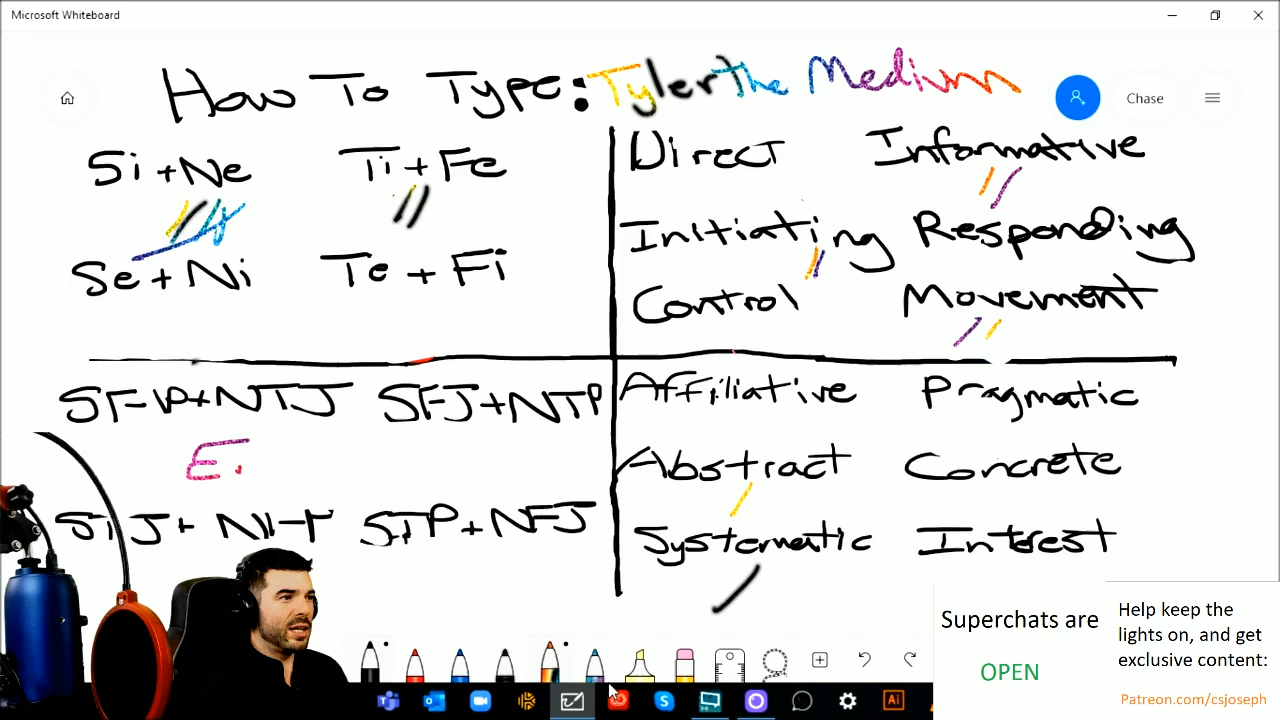 Microsoft Whiteboard
How To Type: Tyler the Medium
Chase
Si + Ne Ti + Fe
Se + Ni Te + Fi
SFP + NTJ SFJ + NTP
E.
STJ + NFP STP + NFJ
Direct Informative
Initiating Responding
Control Movement
Affiliative Pragmatic
Abstract Concrete
Systematic Interest
Superchats are
OPEN
Help keep the
lights on, and get
exclusive content:
Patreon.com/csjoseph
Ai